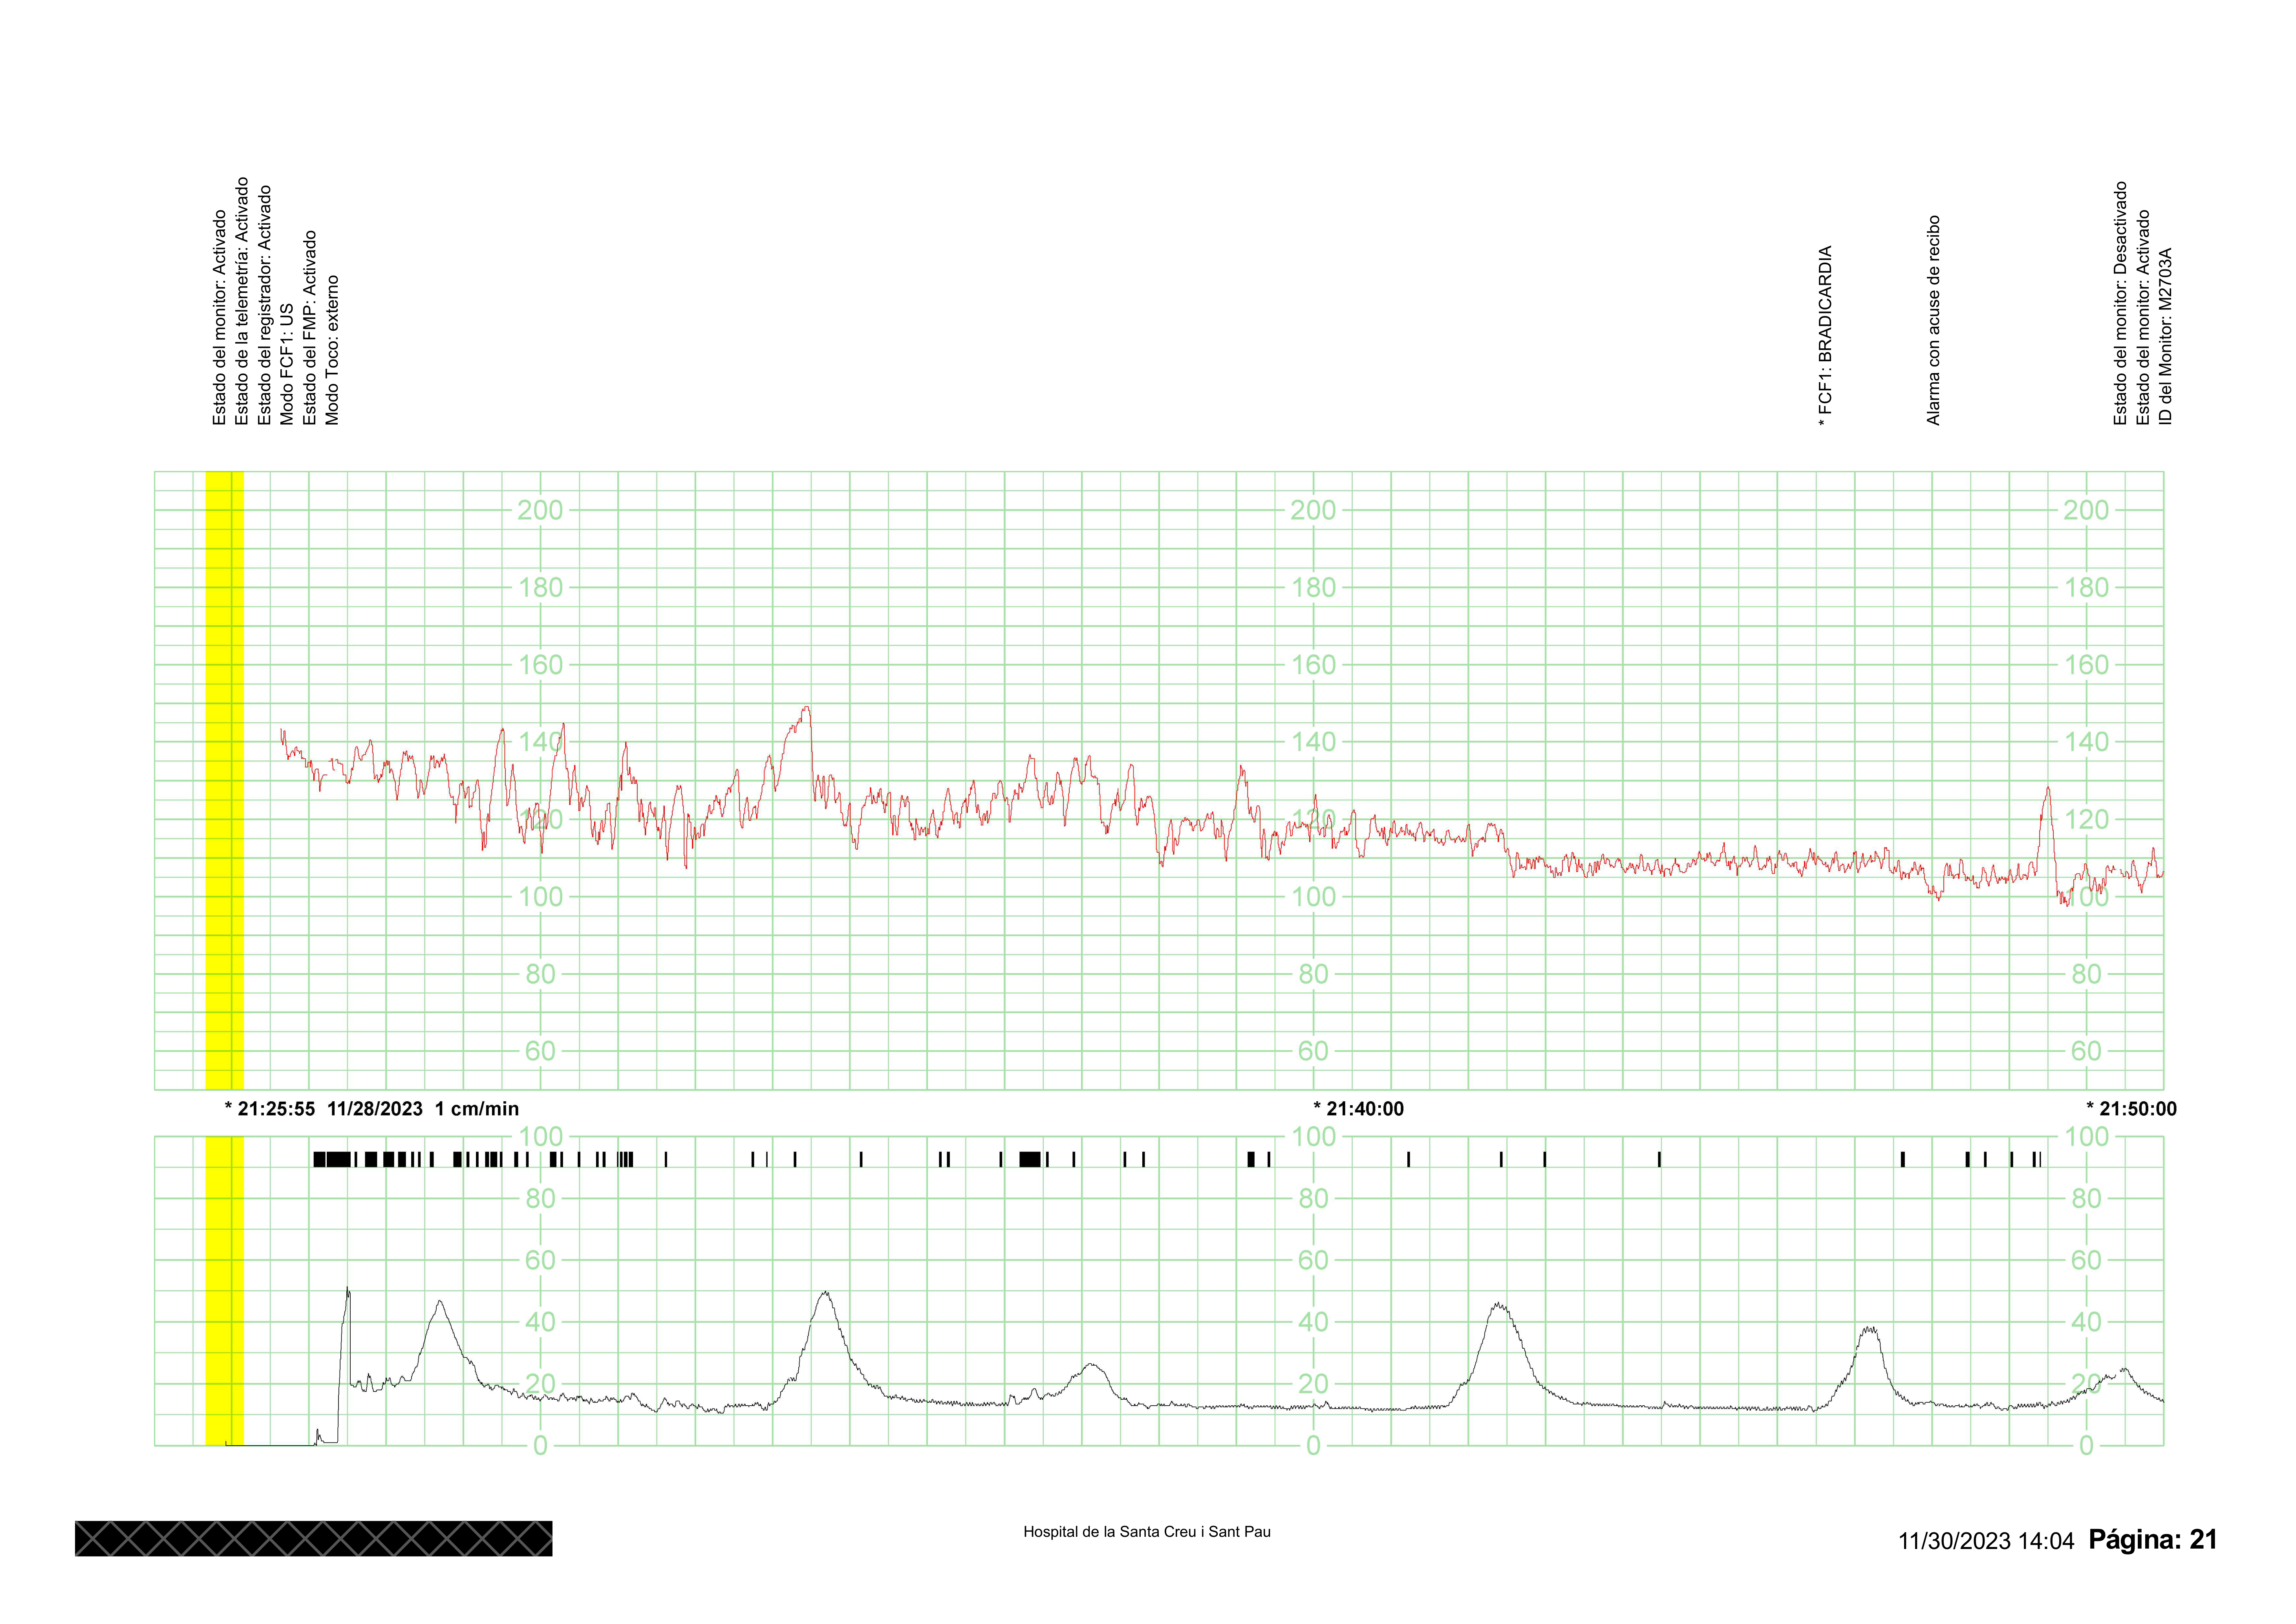 Estado del monitor: Activado
Estado de la telemetría: Activado
Estado del registrador: Activado
Modo FCF1: US
Estado del FMP: Activado
Modo Toco: externo
* FCF1: BRADICARDIA
Alarma con acuse de recibo
Estado del monitor: Desactivado
Estado del monitor: Activado
ID del Monitor: M2703A
200 200 200
180 180 180
160 160 160
140 140 140
120 120 120
100 100 100
80 80 80
60 60 60
* 21:25:55 11/28/2023 1 cm/min * 21:40:00 * 21:50:00
100 100 100
80 80 80
60 60 60
40 40 40
20 20 20
0 0 0
Hospital de la Santa Creu i Sant Pau
11/30/2023 14:04 Página: 21